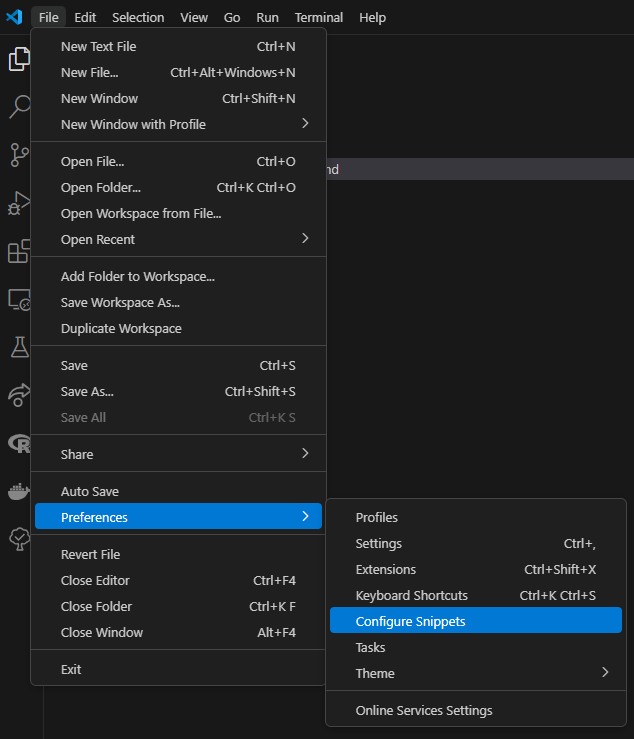 File Edit Selection View Go Run Terminal Help
New Text File Ctrl+N
New File... Ctrl+Alt+Windows+N
New Window Ctrl+Shift+N
New Window with Profile
Open File... Ctrl+O
nd
Open Folder... Ctrl+K Ctrl+O
Open Workspace from File...
Open Recent
Add Folder to Workspace...
Save Workspace As...
Duplicate Workspace
Save Ctrl+S
Save As... Ctrl+Shift+S
Save All Ctrl+K S
Share
Auto Save
Preferences
Revert File
Close Editor Ctrl+F4
Close Folder Ctrl+K F
Close Window Alt+F4
Exit
Profiles
Settings Ctrl+,
Extensions Ctrl+Shift+X
Keyboard Shortcuts Ctrl+K Ctrl+S
Configure Snippets
Tasks
Theme
Online Services Settings